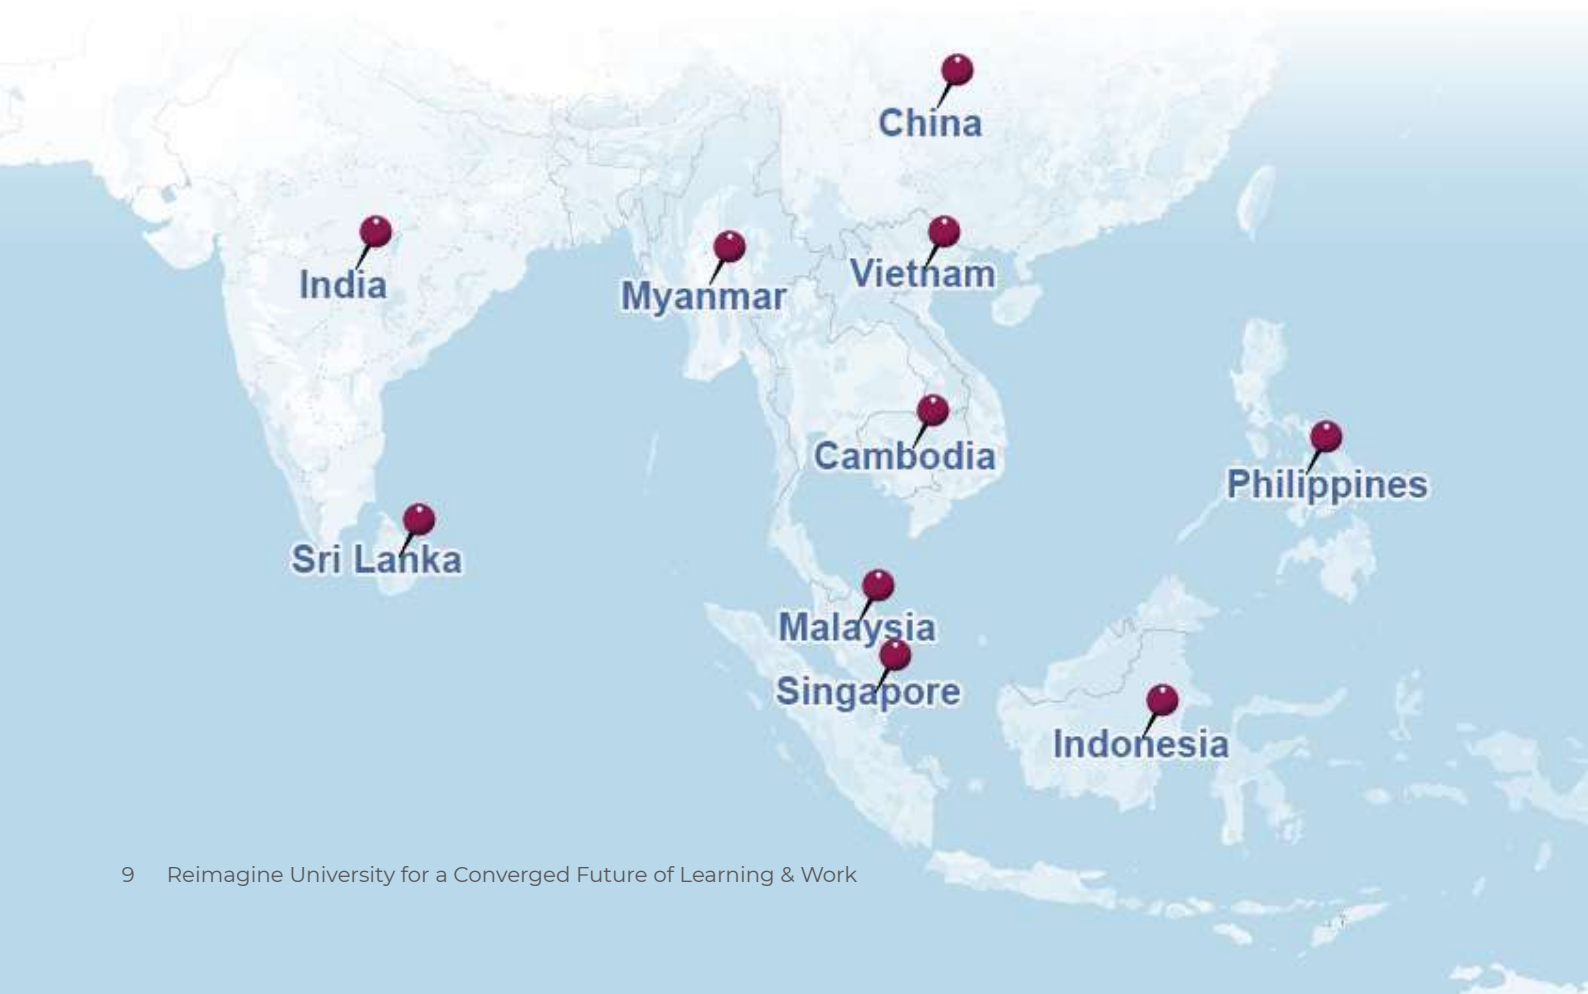 China
India
Myanmar
Vietnam
Cambodia
Philippines
Sri Lanka
Malaysia
Singapore
Indonesia
9 Reimagine University for a Converged Future of Learning & Work